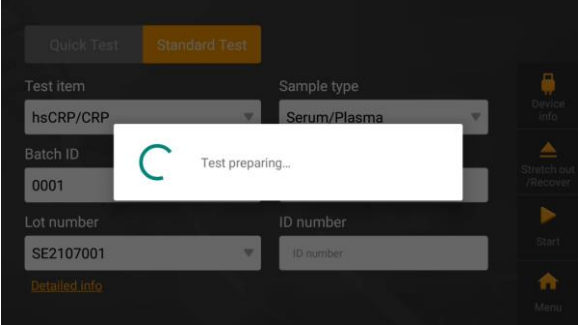 Quick Test
Standard Test
Test item
Sample type
hsCRP/CRP
Serum/Plasma
Device
info
Batch ID
Test preparing...
0001
Stretch out
/Recover
Lot number
ID number
SE2107001
ID number
Start
Detailed info
Menu